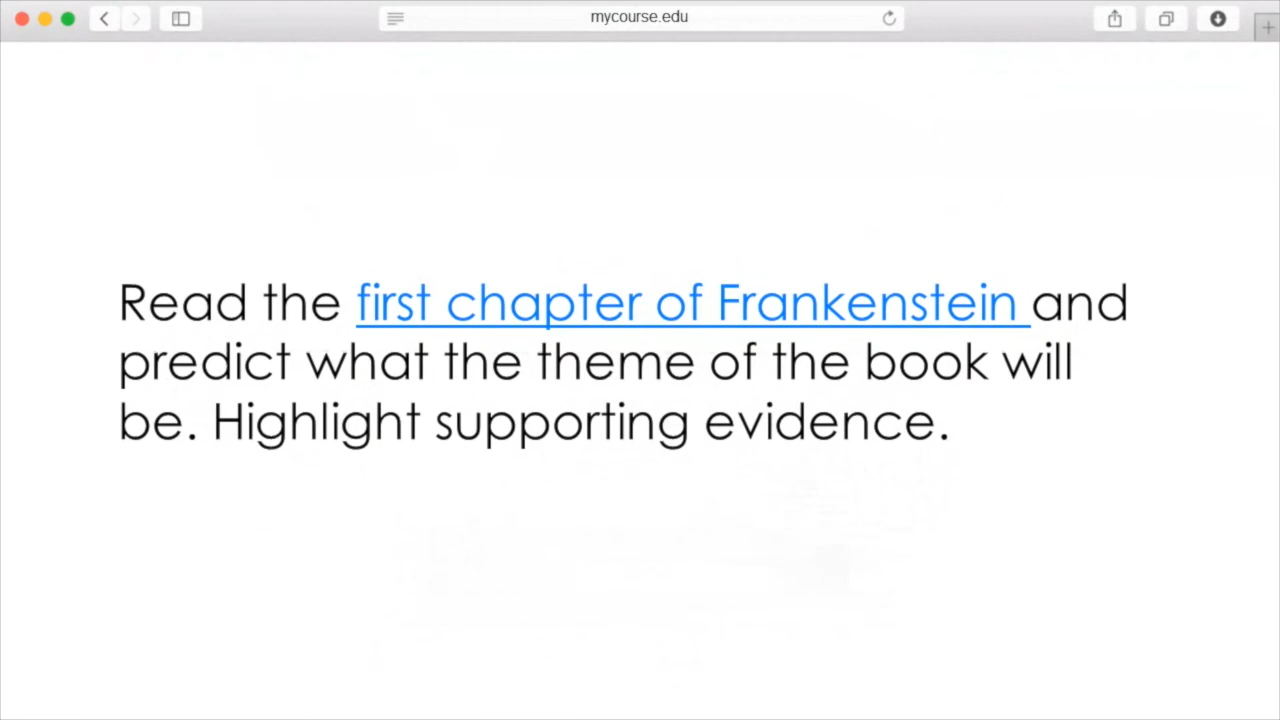 mycourse.edu
Read the first chapter of Frankenstein and
predict what the theme of the book will
be. Highlight supporting evidence.